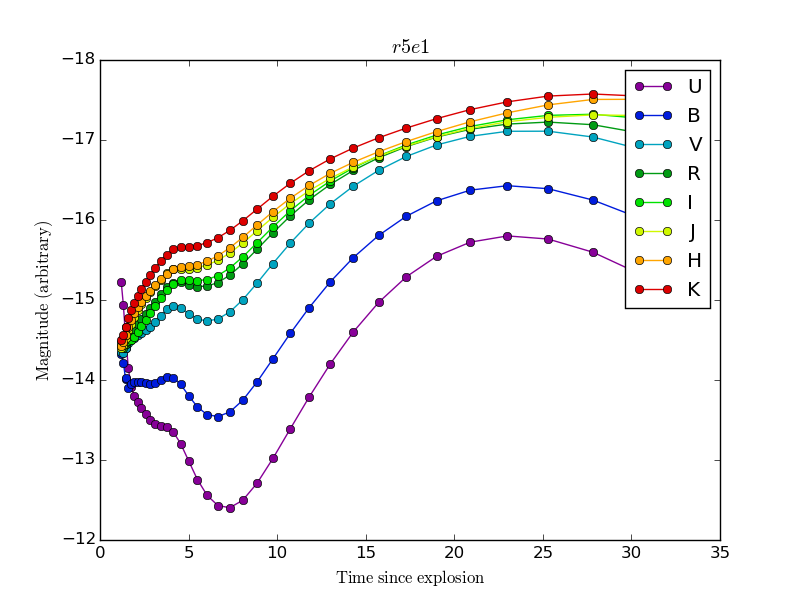 r5e1
−18
−17
−16
−15
−14
−13
−12
Magnitude (arbitrary)
0 5 10 15 20 25 30 35
Time since explosion
U
B
V
R
I
J
H
K